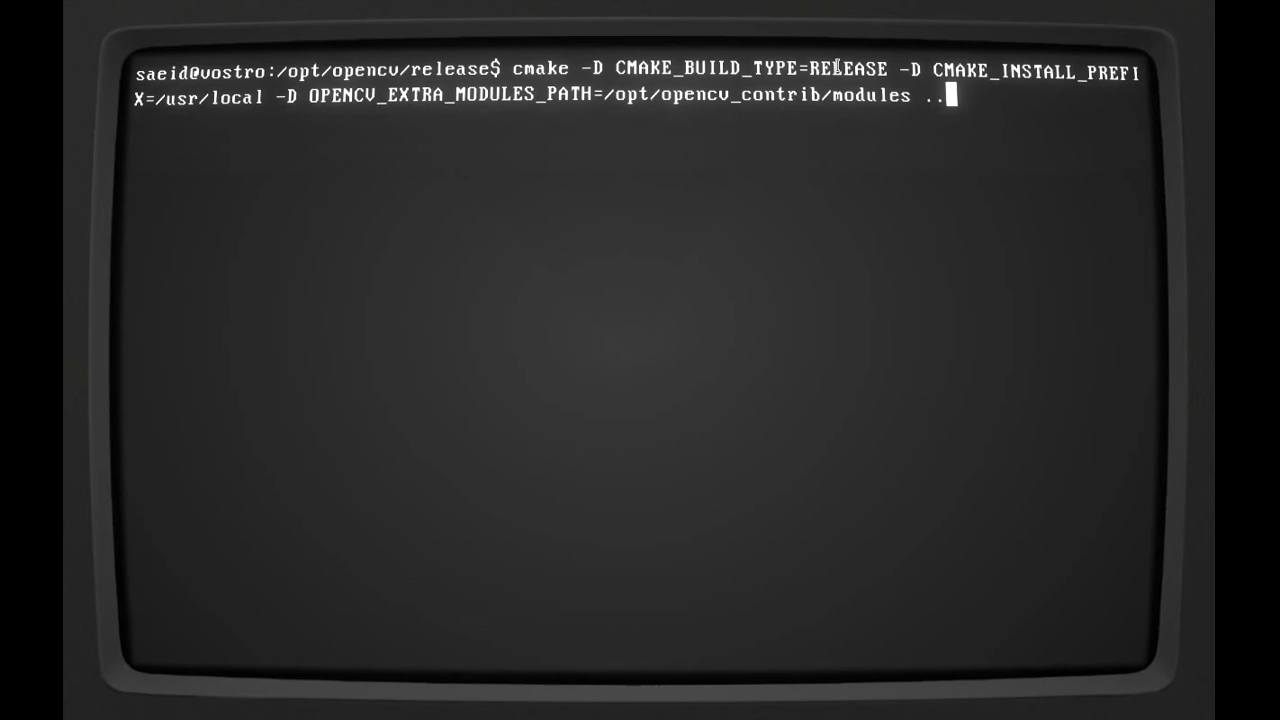 saeid@vostro:/opt/opencv/release$ cmake -D CMAKE_BUILD_TYPE=RELEASE -D CMAKE_INSTALL_PREFI
X=/usr/local -D OPENCV_EXTRA_MODULES_PATH=/opt/opencv_contrib/modules ..